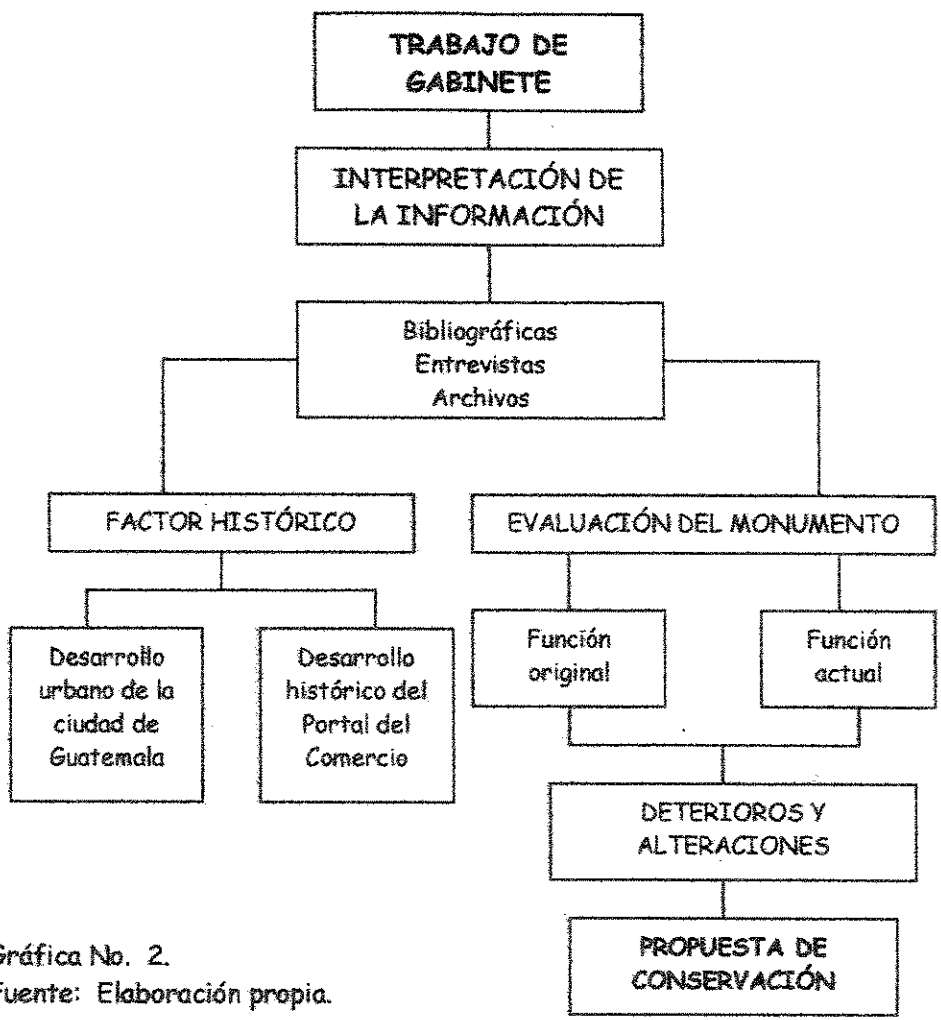 TRABAJO DE
GABINETE
INTERPRETACIÓN DE
LA INFORMACIÓN
Bibliográficas
Entrevistas
Archivos
FACTOR HISTÓRICO
EVALUACIÓN DEL MONUMENTO
Desarrollo
urbano de la
ciudad de
Guatemala
Desarrollo
histórico del
Portal del
Comercio
Función
original
Función
actual
DETERIOROS Y
ALTERACIONES
PROPUESTA DE
CONSERVACIÓN
Gráfica No. 2.
Fuente: Elaboración propia.